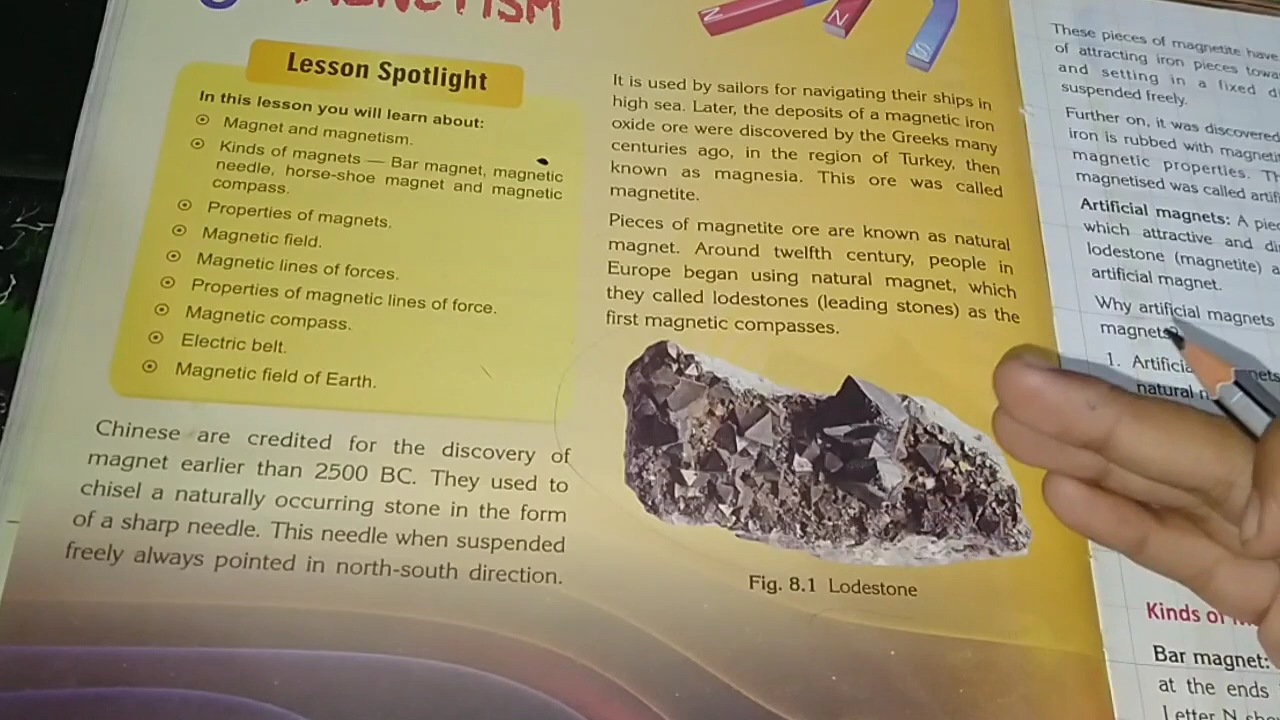 MAGNETISM
N
N
S
Lesson Spotlight
In this lesson you will learn about:
Magnet and magnetism.
Kinds of magnets — Bar magnet, magnetic
needle, horse-shoe magnet and magnetic
compass.
Properties of magnets.
Magnetic field.
Magnetic lines of forces.
Properties of magnetic lines of force.
Magnetic compass.
Electric belt.
Magnetic field of Earth.
Chinese are credited for the discovery of
magnet earlier than 2500 BC. They used to
chisel a naturally occurring stone in the form
of a sharp needle. This needle when suspended
freely always pointed in north-south direction.
It is used by sailors for navigating their ships in
high sea. Later, the deposits of a magnetic iron
oxide ore were discovered by the Greeks many
centuries ago, in the region of Turkey, then
known as magnesia. This ore was called
magnetite.
Pieces of magnetite ore are known as natural
magnet. Around twelfth century, people in
Europe began using natural magnet, which
they called lodestones (leading stones) as the
first magnetic compasses.
Fig. 8.1 Lodestone
These pieces of magnetite have
of attracting iron pieces
and setting in a fixed
suspended freely.
Further on, it was discovered
iron is rubbed with
magnetic properties.
magnetised was called
Artificial magnets: A
which attractive and
lodestone (magnetite)
artificial magnet.
Why artificial magnets
magnets?
1.
natural
Kinds of
Bar magnet:
at the ends
Letter N